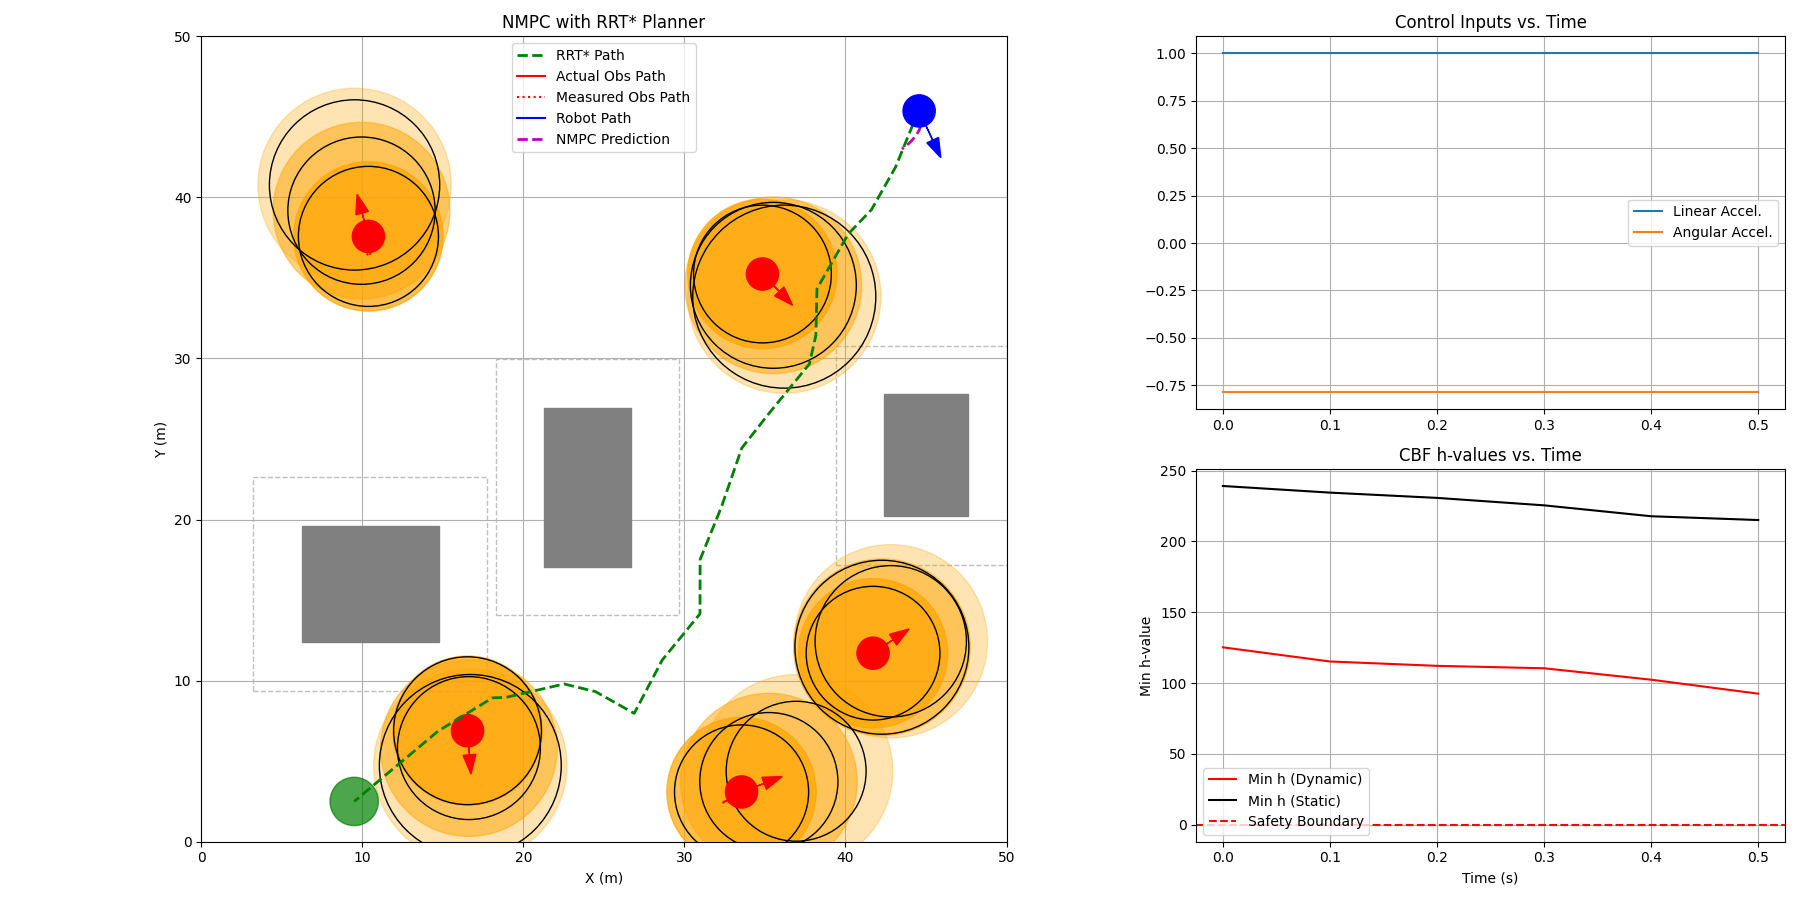 NMPC with RRT* Planner
50
40
30
20
10
0
Y (m)
0 10 20 30 40 50
X (m)
RRT* Path
Actual Obs Path
Measured Obs Path
Robot Path
NMPC Prediction
Control Inputs vs. Time
1.00
0.75
0.50
0.25
0.00
−0.25
−0.50
−0.75
0.0 0.1 0.2 0.3 0.4 0.5
Linear Accel.
Angular Accel.
CBF h-values vs. Time
250
200
150
100
50
0
Min h-value
0.0 0.1 0.2 0.3 0.4 0.5
Time (s)
Min h (Dynamic)
Min h (Static)
Safety Boundary